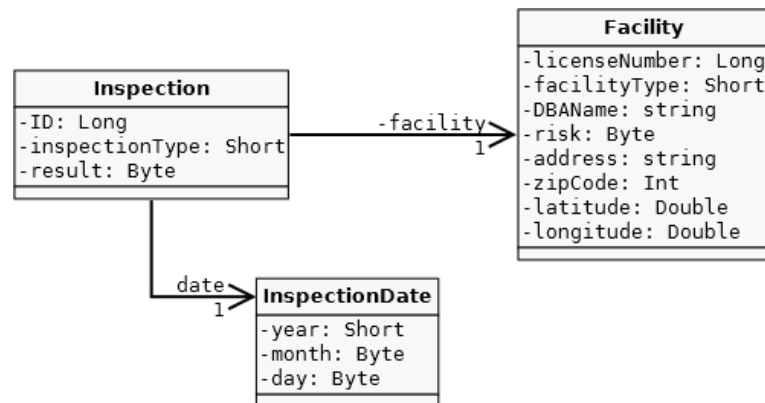 Facility
-licenseNumber: Long
-facilityType: Short
-DBAName: string
-risk: Byte
-address: string
-zipCode: Int
-latitude: Double
-longitude: Double
Inspection
-ID: Long
-inspectionType: Short
-result: Byte
-facility
1
date
1
InspectionDate
-year: Short
-month: Byte
-day: Byte